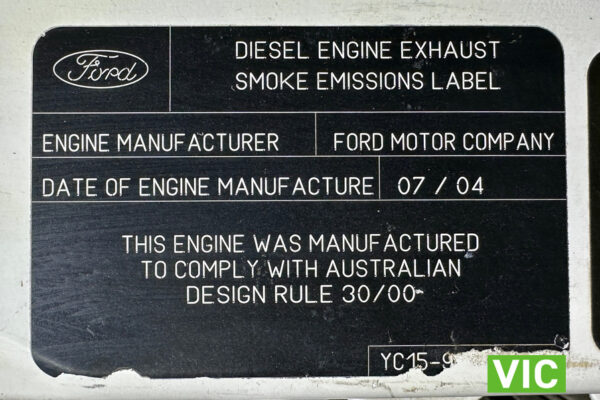 Ford
DIESEL ENGINE EXHAUST
SMOKE EMISSIONS LABEL
ENGINE MANUFACTURER FORD MOTOR COMPANY
DATE OF ENGINE MANUFACTURE 07 / 04
THIS ENGINE WAS MANUFACTURED
TO COMPLY WITH AUSTRALIAN
DESIGN RULE 30/00
VIC